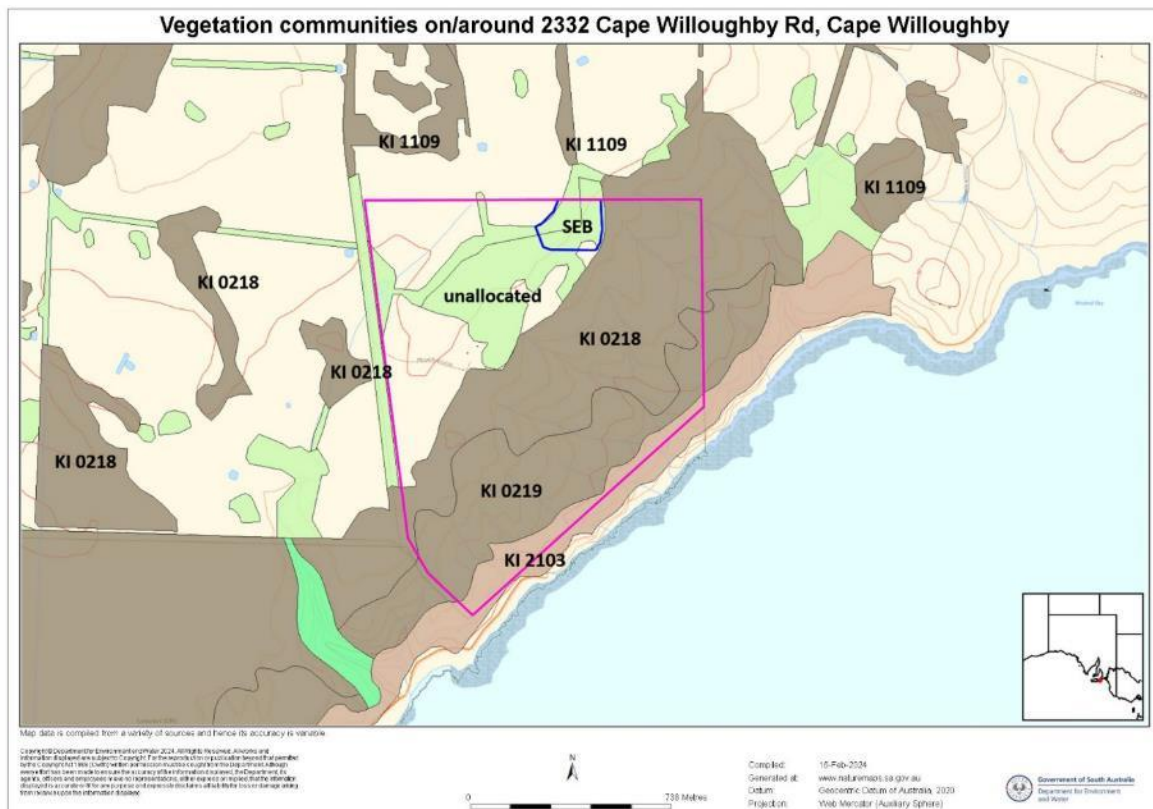 Vegetation communities on/around 2332 Cape Willoughby Rd, Cape Willoughby
KI 1109
KI 1109
KI 1109
SEB
KI 0218
unallocated
KI 0218
KI 0218
KI 0218
KI 0219
KI 2103
Map data is compiled from a variety of sources and hence its accuracy is variable
0
738 Metres
N
Compiled: 15-Feb-2024
Generated at: www.naturemaps.sa.gov.au
Datum: Geocentric Datum of Australia, 2020
Projection: Web Mercator (Auxiliary Sphere)
Government of South Australia
Department for Environment
and Water